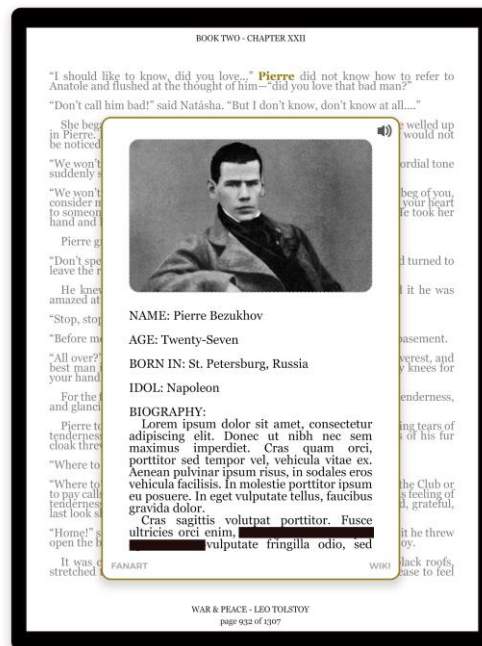 BOOK TWO - CHAPTER XXII
“I should like to know, did you love...” Pierre did not know how to refer to
Anatole and flushed at the thought of him—“did you love that bad man?”
“Don’t call him bad!” said Natásha. “But I don’t know, don’t know at all....”
She bega
e welled up
in Pierre.
would not
be noticed
“We won’t
ordial tone
suddenly s
“We won’t
beg of you,
consider m
your heart
to someon
He took her
hand and
Pierre g
“Don’t spe
d turned to
leave the r
He knew
l it he was
amazed at
“Stop, stop
“Before me
basement.
“All over?”
verest, and
best man i
y knees for
your hand
For the f
enderness,
and glanci
Pierre to
ing tears of
tenderness
s of his fur
cloak threw
“Where to
“Where to
the Club or
to pay calls
s feeling of
tenderness
d, grateful,
last look s
“Home!” s
it he threw
open the b
oy.
It was c
lack roofs,
stretched
ease to feel
NAME: Pierre Bezukhov
AGE: Twenty-Seven
BORN IN: St. Petersburg, Russia
IDOL: Napoleon
BIOGRAPHY:
Lorem ipsum dolor sit amet, consectetur
adipiscing elit. Donec ut nibh nec sem
maximus imperdiet. Cras quam orci,
porttitor sed tempor vel, vehicula vitae ex.
Aenean pulvinar ipsum risus, in sodales eros
vehicula facilisis. In molestie porttitor ipsum
eu posuere. In eget vulputate tellus, faucibus
gravida dolor.
Cras sagittis volutpat porttitor. Fusce
ultricies orci enim,
vulputate fringilla odio, sed
FANART
WIKI
WAR & PEACE - LEO TOLSTOY
page 932 of 1307